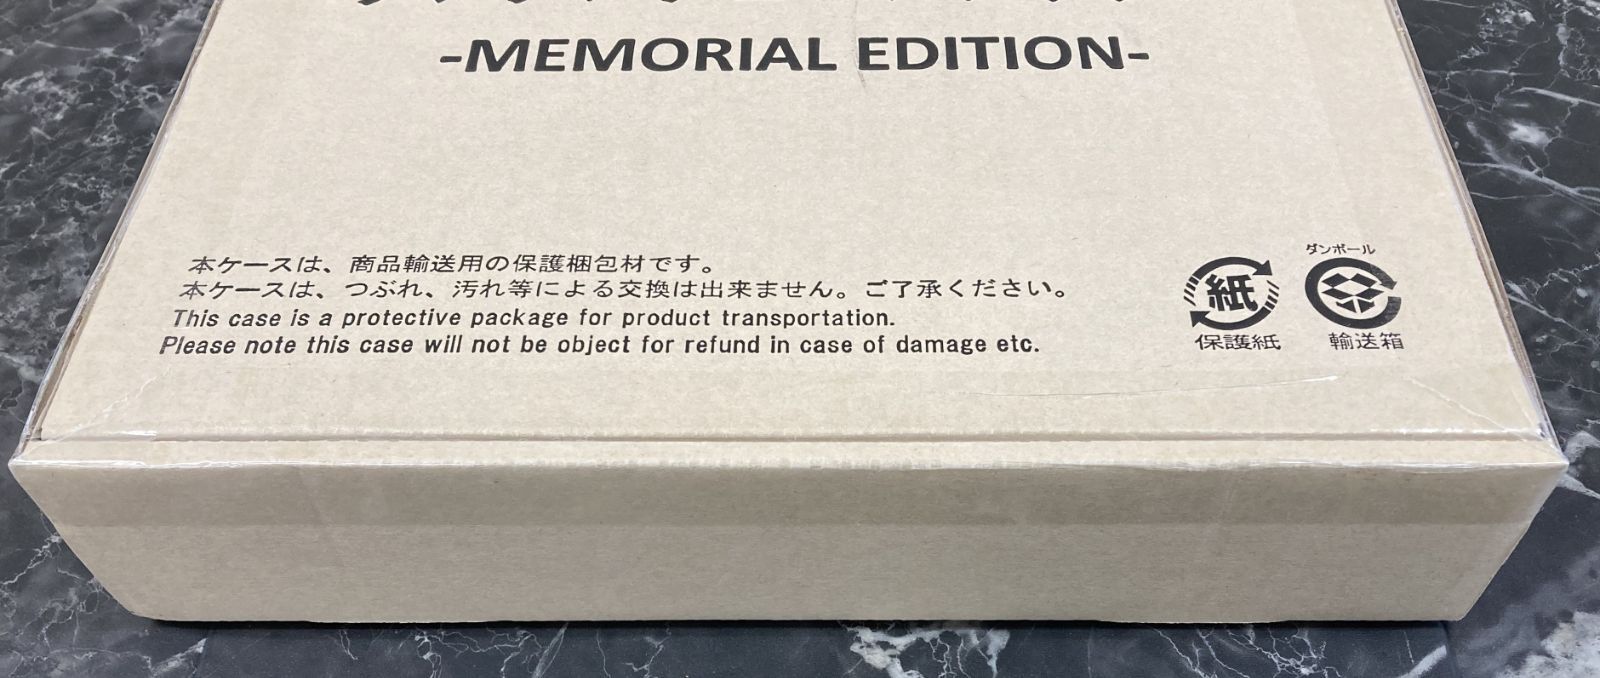 -MEMORIAL EDITION-
本ケースは、商品輸送用の保護梱包材です。
本ケースは、つぶれ、汚れ等による交換は出来ません。ご了承ください。
This case is a protective package for product transportation.
Please note this case will not be object for refund in case of damage etc.
紙
保護紙
ダンボール
輸送箱